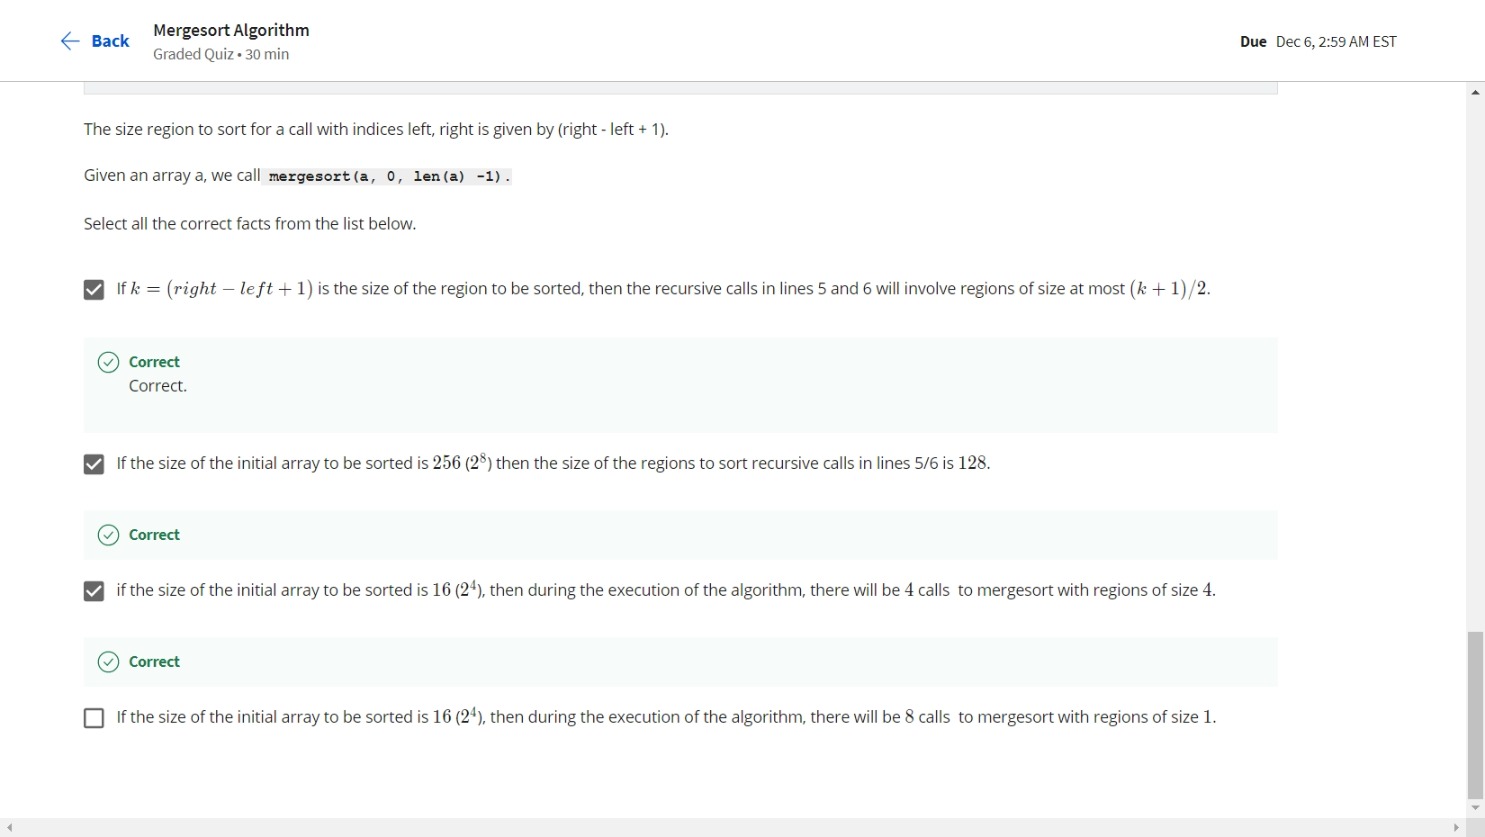 Back
Mergesort Algorithm
Graded Quiz • 30 min
Due Dec 6, 2:59 AM EST
The size region to sort for a call with indices left, right is given by (right - left + 1).
Given an array a, we call mergesort(a, 0, len(a) -1).
Select all the correct facts from the list below.
If k = (right − left + 1) is the size of the region to be sorted, then the recursive calls in lines 5 and 6 will involve regions of size at most (k + 1)/2.
Correct
Correct.
If the size of the initial array to be sorted is 256 (2⁸) then the size of the regions to sort recursive calls in lines 5/6 is 128.
Correct
if the size of the initial array to be sorted is 16 (2⁴), then during the execution of the algorithm, there will be 4 calls to mergesort with regions of size 4.
Correct
If the size of the initial array to be sorted is 16 (2⁴), then during the execution of the algorithm, there will be 8 calls to mergesort with regions of size 1.